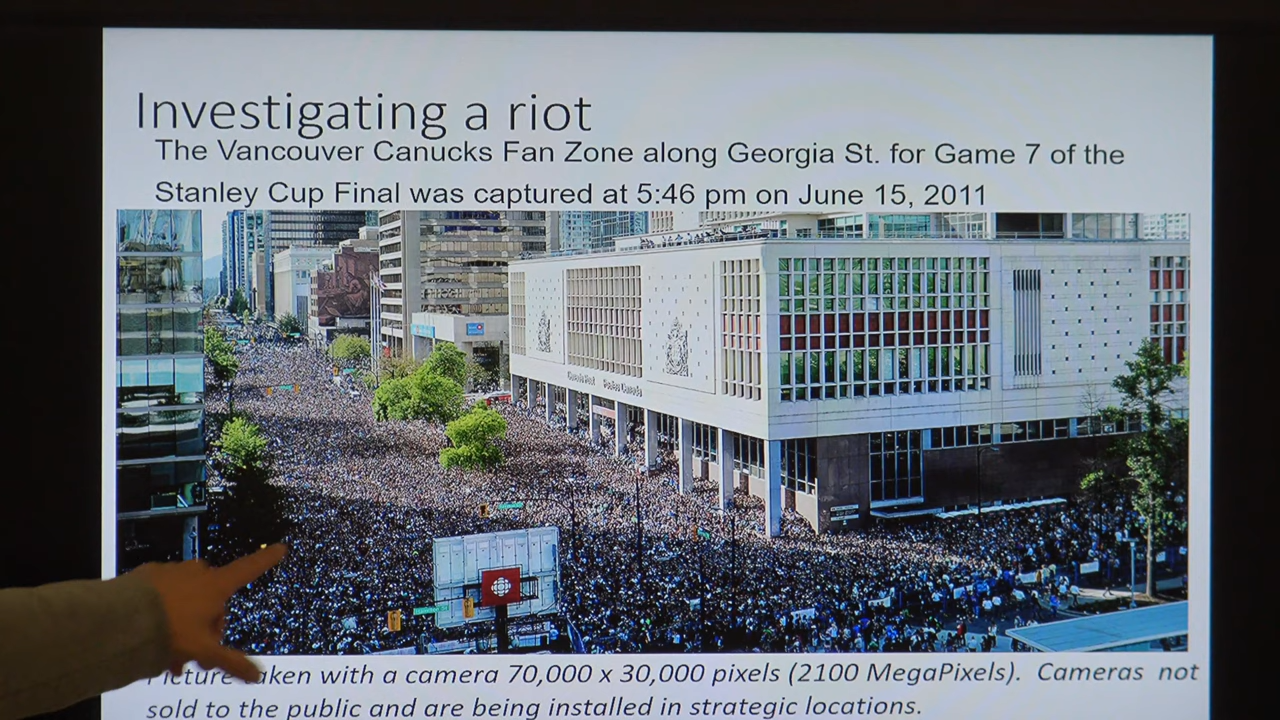 Investigating a riot
The Vancouver Canucks Fan Zone along Georgia St. for Game 7 of the
Stanley Cup Final was captured at 5:46 pm on June 15, 2011
Picture taken with a camera 70,000 x 30,000 pixels (2100 MegaPixels). Cameras not
sold to the public and are being installed in strategic locations.